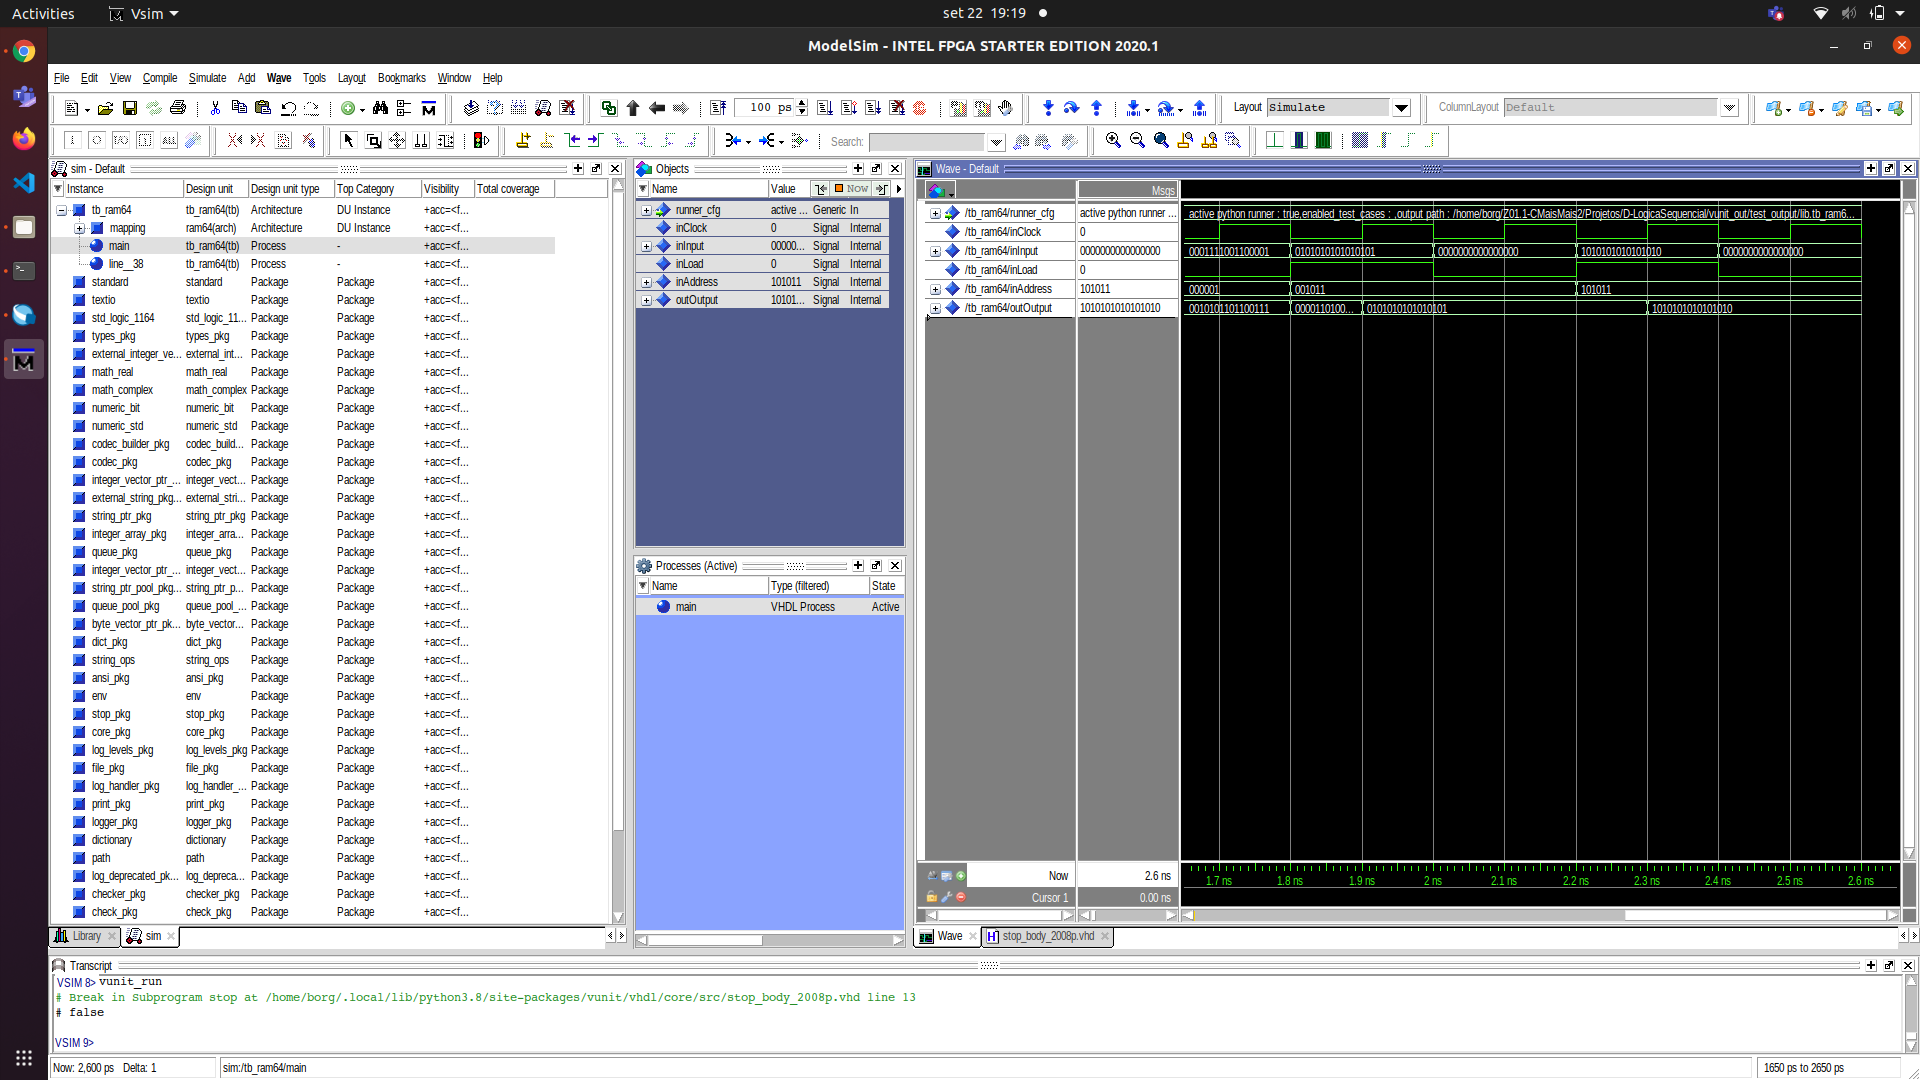 Activities Vsim set 22 19:19
ModelSim - INTEL FPGA STARTER EDITION 2020.1
File Edit View Compile Simulate Add Wave Tools Layout Bookmarks Window Help
100 ps Layout Simulate ColumnLayout Default
Search:
sim - Default
Instance Design unit Design unit type Top Category Visibility Total coverage
tb_ram64 tb_ram64(tb) Architecture DU Instance +acc=<f...
mapping ram64(arch) Architecture DU Instance +acc=<f...
main tb_ram64(tb) Process - +acc=<f...
line__38 tb_ram64(tb) Process - +acc=<f...
standard standard Package Package +acc=<f...
textio textio Package Package +acc=<f...
std_logic_1164 std_logic_11... Package Package +acc=<f...
types_pkg types_pkg Package Package +acc=<f...
external_integer_ve... external_int... Package Package +acc=<f...
math_real math_real Package Package +acc=<f...
math_complex math_complex Package Package +acc=<f...
numeric_bit numeric_bit Package Package +acc=<f...
numeric_std numeric_std Package Package +acc=<f...
codec_builder_pkg codec_build... Package Package +acc=<f...
codec_pkg codec_pkg Package Package +acc=<f...
integer_vector_ptr_... integer_vect... Package Package +acc=<f...
external_string_pkg... external_stri... Package Package +acc=<f...
string_ptr_pkg string_ptr_pkg Package Package +acc=<f...
integer_array_pkg integer_arra... Package Package +acc=<f...
queue_pkg queue_pkg Package Package +acc=<f...
integer_vector_ptr_... integer_vect... Package Package +acc=<f...
string_ptr_pool_pkg string_ptr_p... Package Package +acc=<f...
queue_pool_pkg queue_pool_... Package Package +acc=<f...
byte_vector_ptr_pk... byte_vector... Package Package +acc=<f...
dict_pkg dict_pkg Package Package +acc=<f...
string_ops string_ops Package Package +acc=<f...
ansi_pkg ansi_pkg Package Package +acc=<f...
env env Package Package +acc=<f...
stop_pkg stop_pkg Package Package +acc=<f...
core_pkg core_pkg Package Package +acc=<f...
log_levels_pkg log_levels_pkg Package Package +acc=<f...
file_pkg file_pkg Package Package +acc=<f...
log_handler_pkg log_handler_... Package Package +acc=<f...
print_pkg print_pkg Package Package +acc=<f...
logger_pkg logger_pkg Package Package +acc=<f...
dictionary dictionary Package Package +acc=<f...
path path Package Package +acc=<f...
log_deprecated_pk... log_depreca... Package Package +acc=<f...
checker_pkg checker_pkg Package Package +acc=<f...
check_pkg check_pkg Package Package +acc=<f...
Library sim
Objects
Name Value Now
runner_cfg active ... Generic In
inClock 0 Signal Internal
inInput 00000... Signal Internal
inLoad 0 Signal Internal
inAddress 101011 Signal Internal
outOutput 10101... Signal Internal
Processes (Active)
Name Type (filtered) State
main VHDL Process Active
Wave - Default
Msgs
/tb_ram64/runner_cfg active python runner ... active python runner : true,enabled_test_cases : ,output path : /home/borg/Z01.1-CMaisMais2/Projetos/D-LogicaSequencial/vunit_out/test_output/lib.tb_ram6...
/tb_ram64/inClock 0
/tb_ram64/inInput 0000000000000000 0001111001100001 0101010101010101 0000000000000000 1010101010101010 0000000000000000
/tb_ram64/inLoad 0
/tb_ram64/inAddress 101011 000001 001011 101011
/tb_ram64/outOutput 1010101010101010 0010101101100111 0000110100... 0101010101010101 1010101010101010
Now 2.6 ns 1.7 ns 1.8 ns 1.9 ns 2 ns 2.1 ns 2.2 ns 2.3 ns 2.4 ns 2.5 ns 2.6 ns
Cursor 1 0.00 ns
Wave stop_body_2008p.vhd
Transcript
VSIM 8> vunit_run
# Break in Subprogram stop at /home/borg/.local/lib/python3.8/site-packages/vunit/vhdl/core/src/stop_body_2008p.vhd line 13
# false
VSIM 9>
Now: 2,600 ps Delta: 1 sim:/tb_ram64/main 1650 ps to 2650 ps